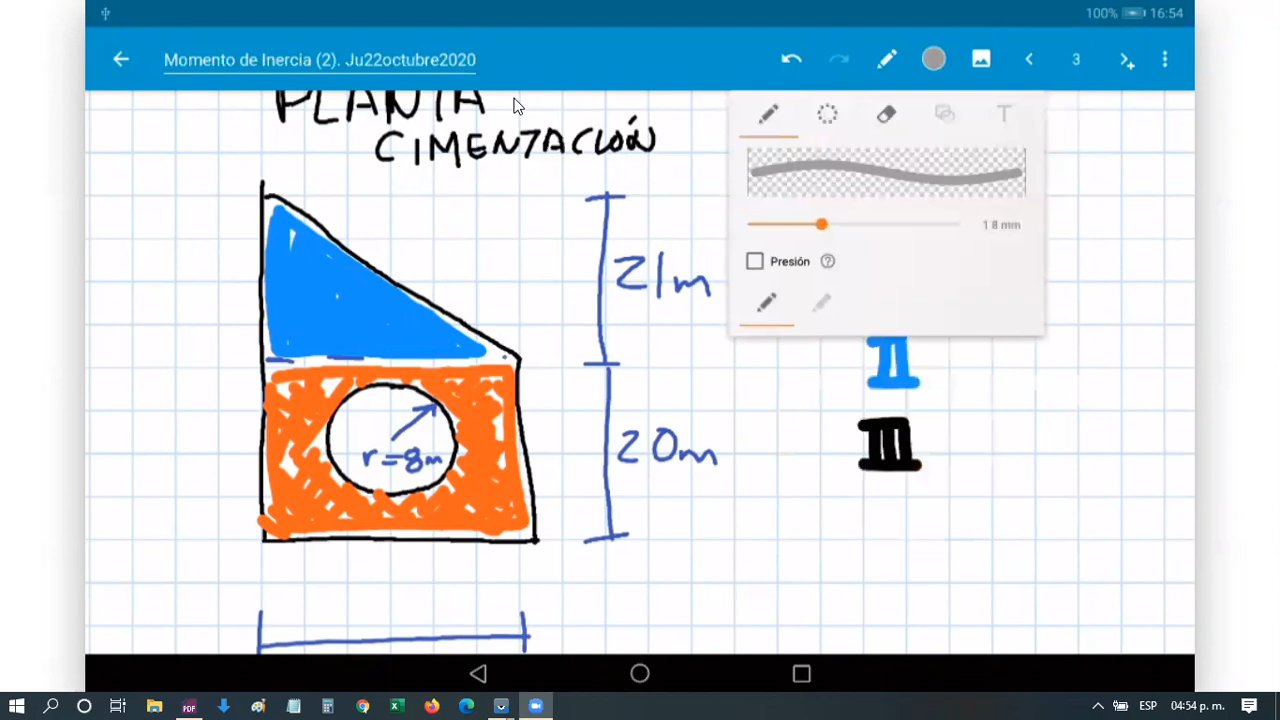 100% 16:54
Momento de Inercia (2). Ju22octubre2020
3
PLANTA
CIMENTACIÓN
T
1 8 mm
Presión
21m
20m
r=8m
II
III
ESP 04:54 p. m.